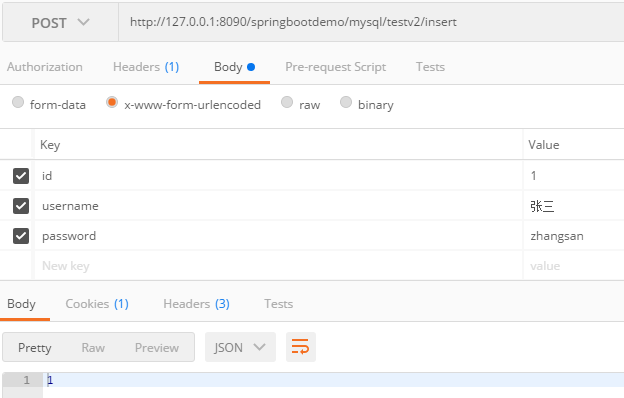 POST http://127.0.0.1:8090/springbootdemo/mysql/testv2/insert
Authorization Headers (1) Body Pre-request Script Tests
form-data x-www-form-urlencoded raw binary
Key Value
id 1
username 张三
password zhangsan
New key value
Body Cookies (1) Headers (3) Tests
Pretty Raw Preview JSON
1 1